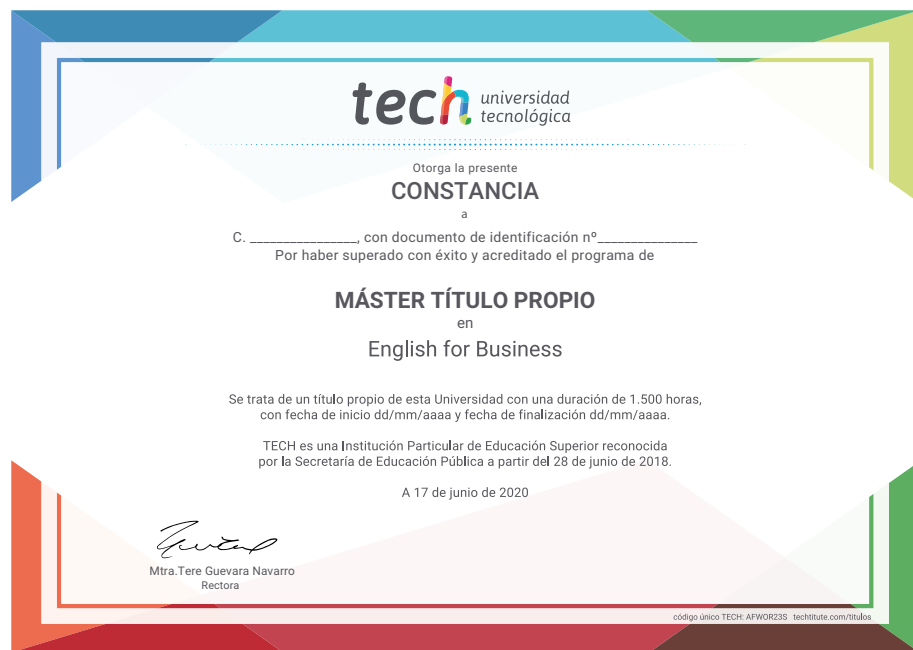 tech universidad
tecnológica
Otorga la presente
CONSTANCIA
a
C. ________________, con documento de identificación nº_______________
Por haber superado con éxito y acreditado el programa de
MÁSTER TÍTULO PROPIO
en
English for Business
Se trata de un título propio de esta Universidad con una duración de 1.500 horas,
con fecha de inicio dd/mm/aaaa y fecha de finalización dd/mm/aaaa.
TECH es una Institución Particular de Educación Superior reconocida
por la Secretaría de Educación Pública a partir del 28 de junio de 2018.
A 17 de junio de 2020
Mtra.Tere Guevara Navarro
Rectora
código único TECH: AFWOR23S techtitute.com/titulos